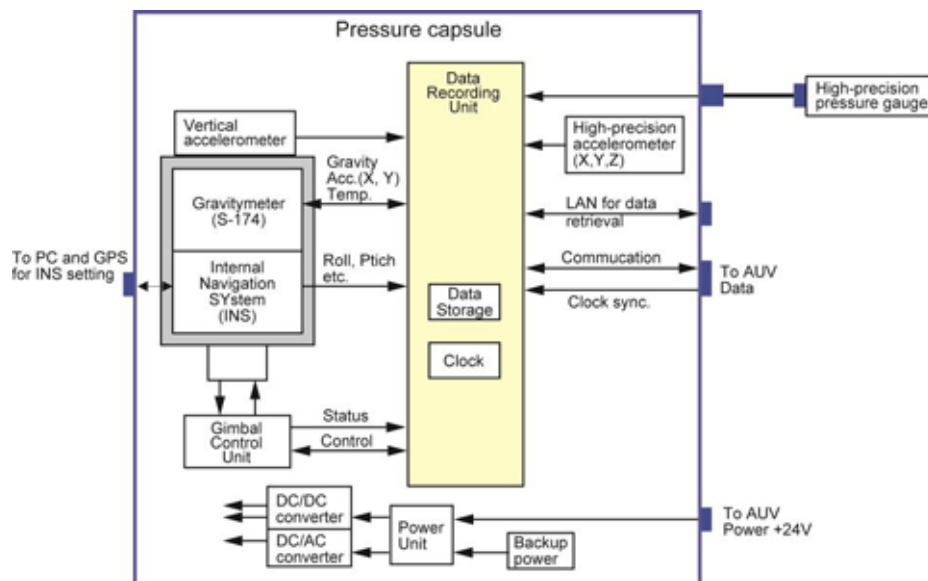 Pressure capsule
Data
Recording
Unit
High-precision
pressure gauge
Vertical
accelerometer
High-precision
accelerometer
(X,Y,Z)
Gravity
Acc.(X, Y)
Temp.
Gravitymeter
(S-174)
LAN for data
retrieval
To PC and GPS
for INS setting
Internal
Navigation
SYstem
(INS)
Roll, Ptich
etc.
Commucation
To AUV
Data
Clock sync.
Data
Storage
Clock
Gimbal
Control
Unit
Status
Control
DC/DC
converter
DC/AC
converter
Power
Unit
Backup
power
To AUV
Power +24V